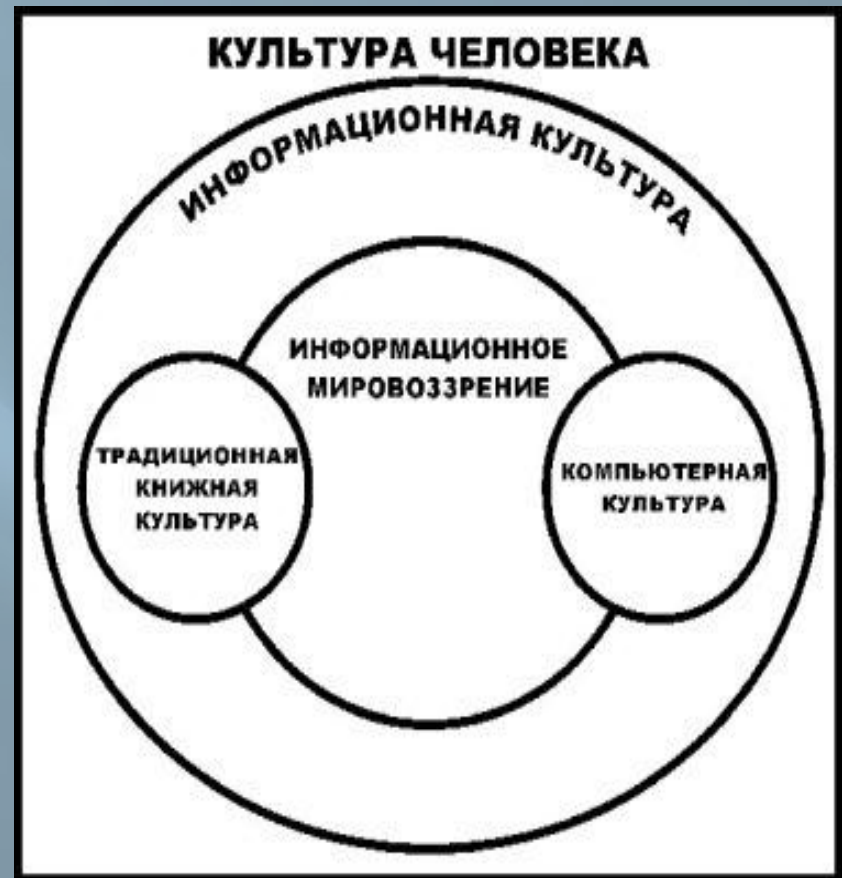 КУЛЬТУРА ЧЕЛОВЕКА
ИНФОРМАЦИОННАЯ КУЛЬТУРА
ИНФОРМАЦИОННОЕ
МИРОВОЗЗРЕНИЕ
ТРАДИЦИОННАЯ
КНИЖНАЯ
КУЛЬТУРА
КОМПЬЮТЕРНАЯ
КУЛЬТУРА